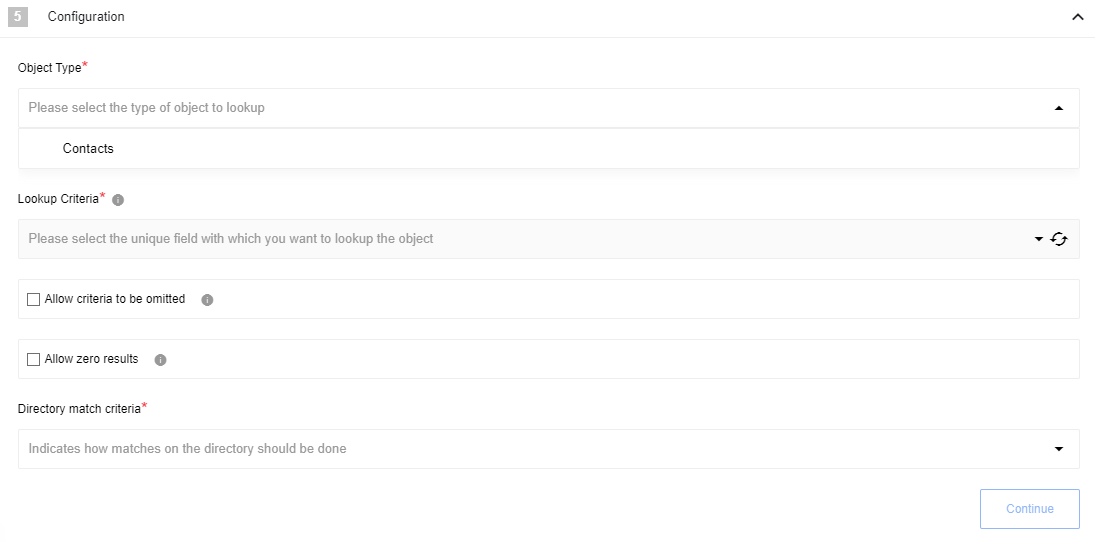 5 Configuration
Object Type*
Please select the type of object to lookup
Contacts
Lookup Criteria*
Please select the unique field with which you want to lookup the object
Allow criteria to be omitted
Allow zero results
Directory match criteria*
Indicates how matches on the directory should be done
Continue